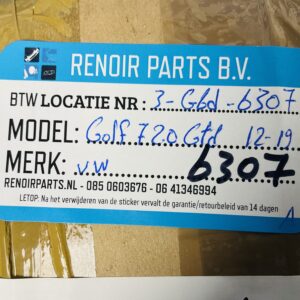 RENOIR PARTS B.V.
BTW LOCATIE NR : 3-Gbd-6307
MODEL: Golf 7 2.0 Gtd 12-19
MERK: VW 6307
RENOIRPARTS.NL - 085 0603676 - 06 41346994
LETOP: Na het verwijderen van de sticker vervalt de garantie/retourbeleid van 14 dagen